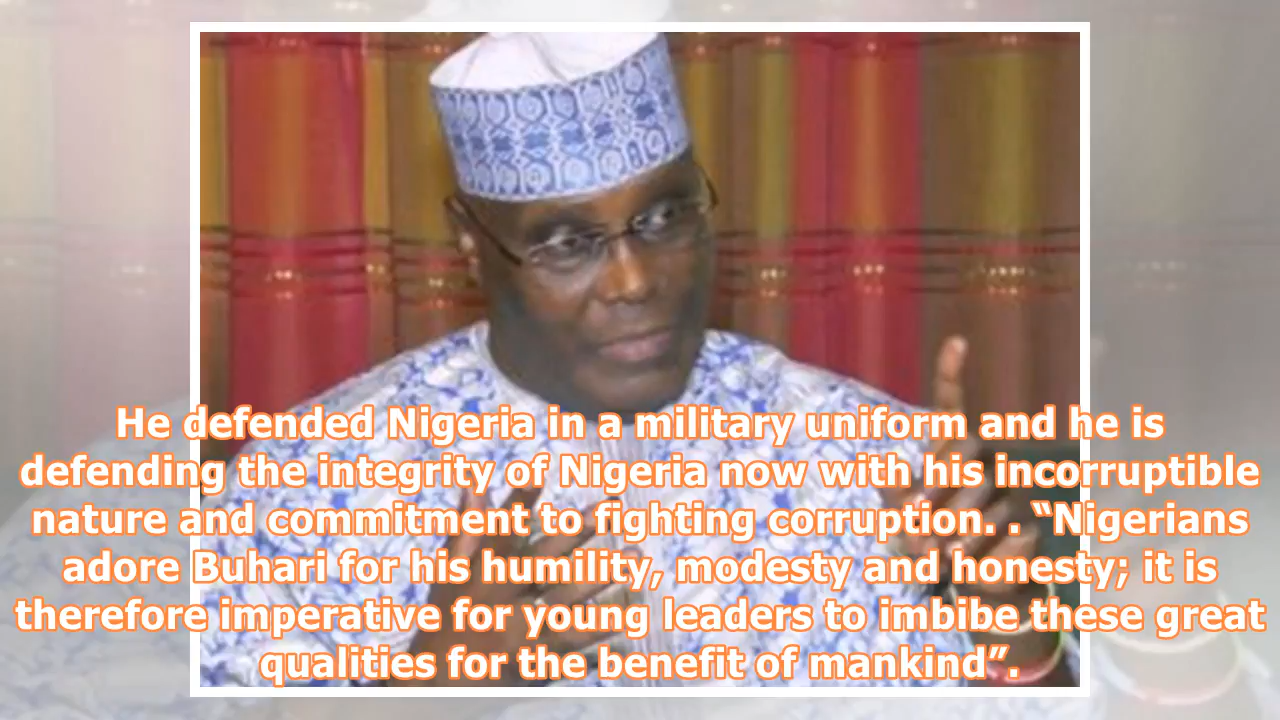 He defended Nigeria in a military uniform and he is
defending the integrity of Nigeria now with his incorruptible
nature and commitment to fighting corruption. . “Nigerians
adore Buhari for his humility, modesty and honesty; it is
therefore imperative for young leaders to imbibe these great
qualities for the benefit of mankind”.